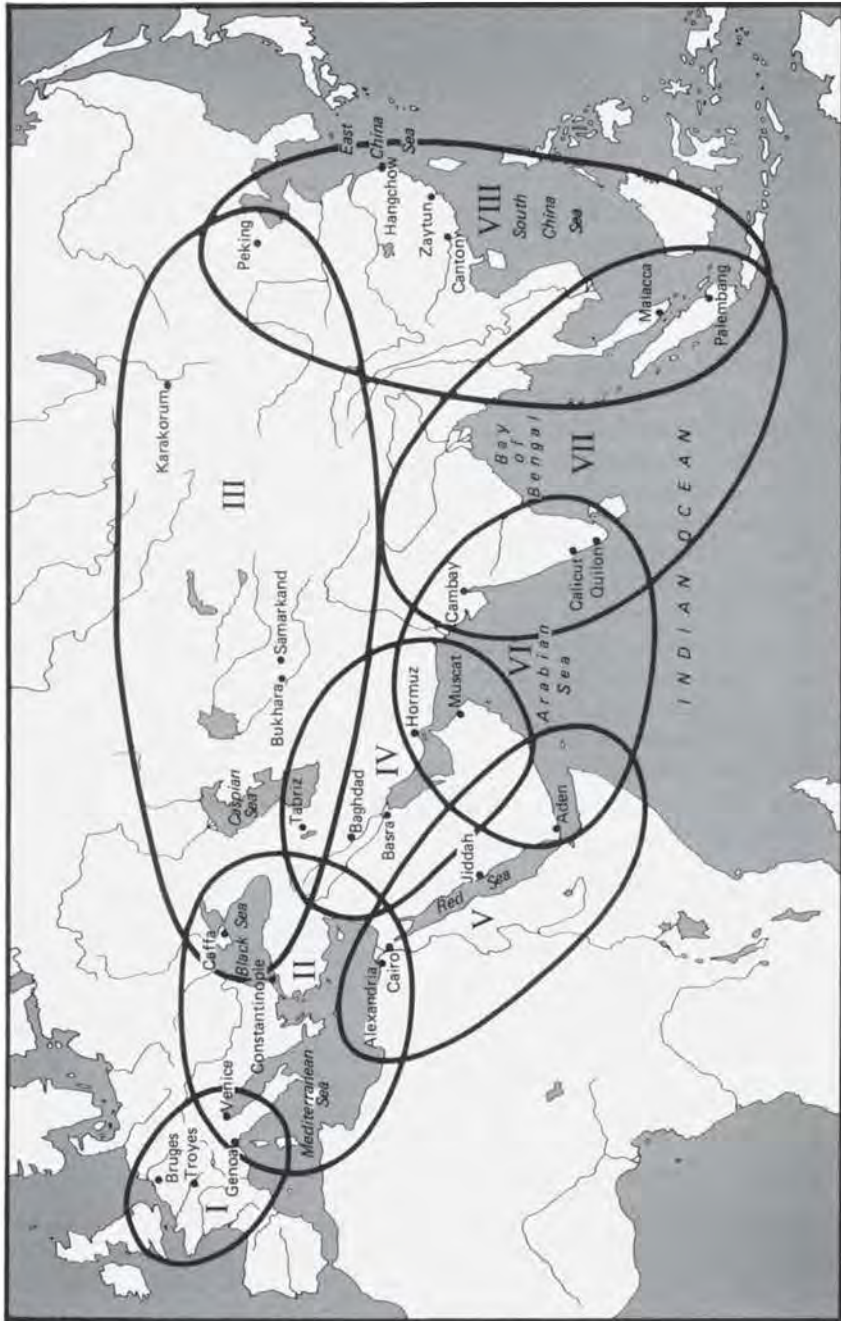 Bruges
Troyes
I
Genoa
Venice
Mediterranean
Sea
Constantinople
II
Caffa
Black Sea
Alexandria
Cairo
V
Red
Sea
Jiddah
Aden
Caspian
Sea
Tabriz
Baghdad
Basra
IV
Hormuz
Muscat
VI
Arabian
Sea
Bukhara
Samarkand
III
Karakorum
Cambay
Calicut
Quilon
INDIAN OCEAN
Bay
of
Bengal
VII
Peking
Hangchow
East
China
Sea
Zaytun
Canton
VIII
South
China
Sea
Malacca
Palembang